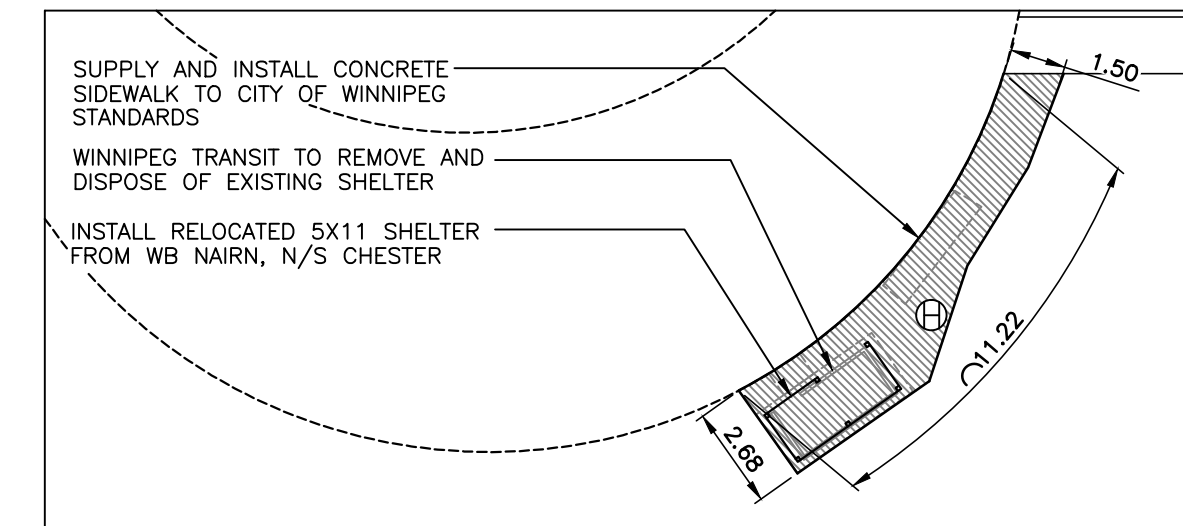 SUPPLY AND INSTALL CONCRETE
SIDEWALK TO CITY OF WINNIPEG
STANDARDS
WINNIPEG TRANSIT TO REMOVE AND
DISPOSE OF EXISTING SHELTER
INSTALL RELOCATED 5X11 SHELTER
FROM WB NAIRN, N/S CHESTER
1.50
H
11.22
2.68